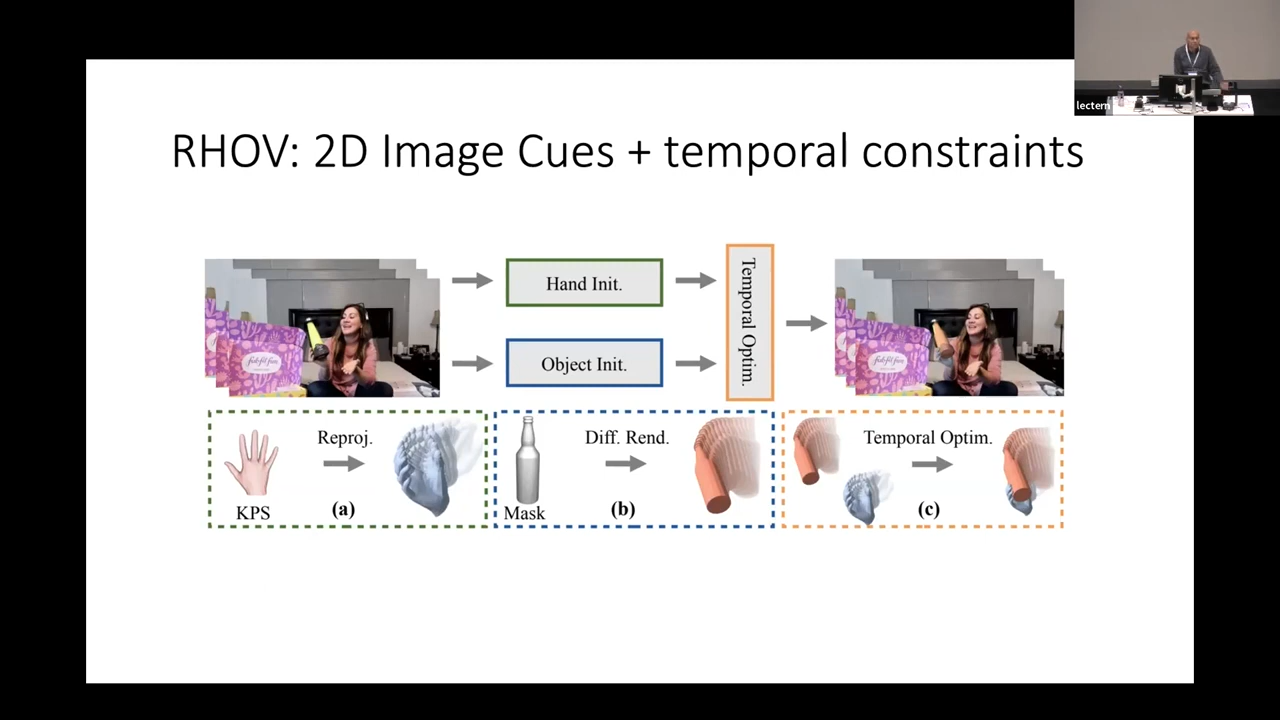 lectern
RHOV: 2D Image Cues + temporal constraints
Hand Init.
Object Init.
Temporal Optim.
KPS
Reproj.
(a)
Mask
Diff. Rend.
(b)
Temporal Optim.
(c)